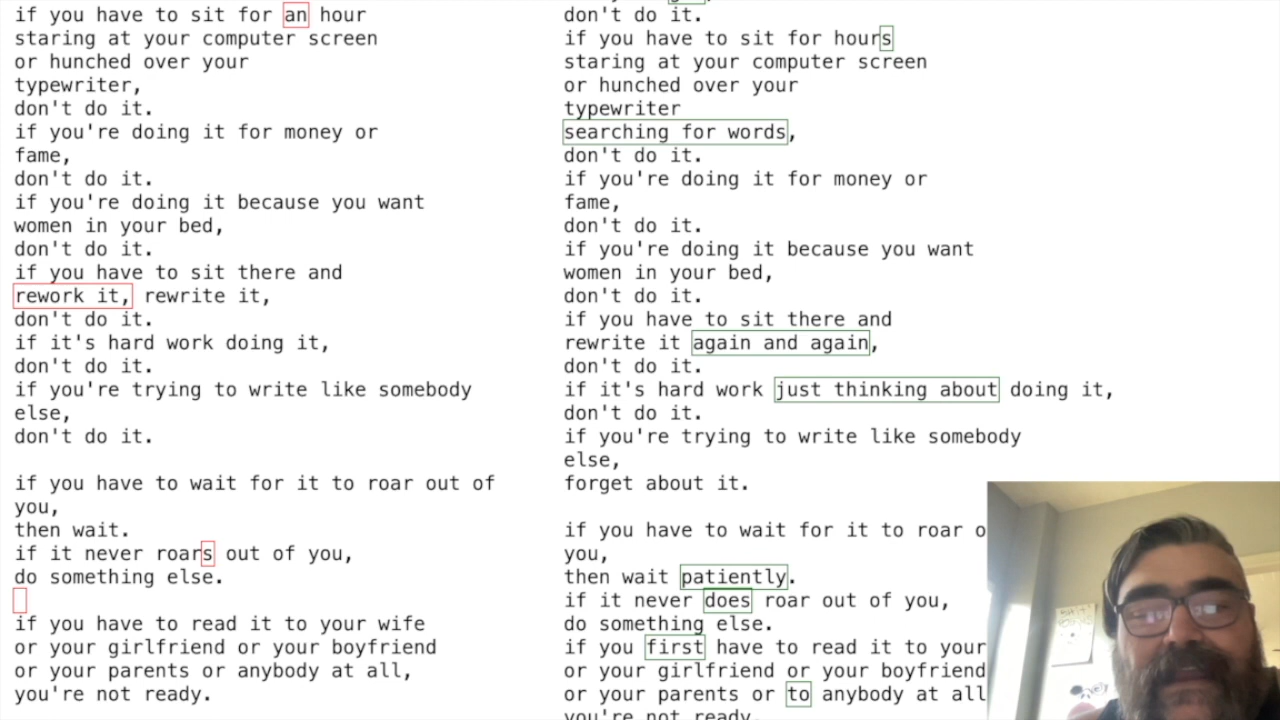 if you have to sit for an hour
staring at your computer screen
or hunched over your
typewriter,
don't do it.
if you're doing it for money or
fame,
don't do it.
if you're doing it because you want
women in your bed,
don't do it.
if you have to sit there and
rework it, rewrite it,
don't do it.
if it's hard work doing it,
don't do it.
if you're trying to write like somebody
else,
don't do it.
if you have to wait for it to roar out of
you,
then wait.
if it never roars out of you,
do something else.
if you have to read it to your wife
or your girlfriend or your boyfriend
or your parents or anybody at all,
you're not ready.
don't do it.
if you have to sit for hours
staring at your computer screen
or hunched over your
typewriter
searching for words,
don't do it.
if you're doing it for money or
fame,
don't do it.
if you're doing it because you want
women in your bed,
don't do it.
if you have to sit there and
rewrite it again and again,
don't do it.
if it's hard work just thinking about doing it,
don't do it.
if you're trying to write like somebody
else,
forget about it.
if you have to wait for it to roar o
you,
then wait patiently.
if it never does roar out of you,
do something else.
if you first have to read it to your
or your girlfriend or your boyfriend
or your parents or to anybody at all
you're not ready.